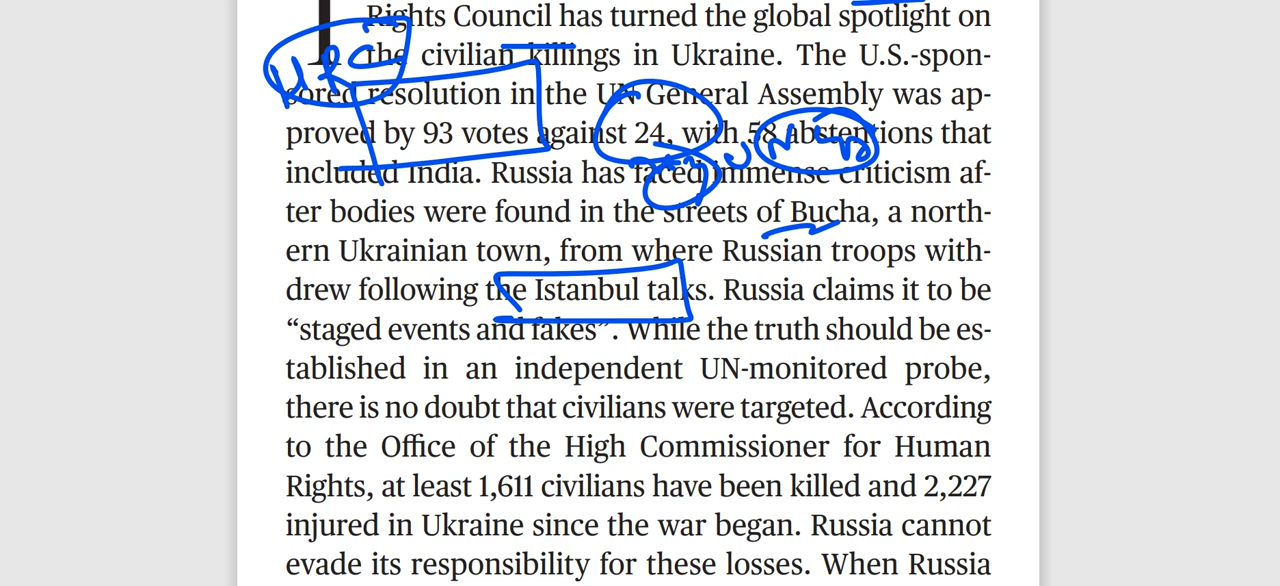 Rights Council has turned the global spotlight on
the civilian killings in Ukraine. The U.S.-spon-
sored resolution in the UN General Assembly was ap-
proved by 93 votes against 24, with 58 abstentions that
included India. Russia has faced immense criticism af-
ter bodies were found in the streets of Bucha, a north-
ern Ukrainian town, from where Russian troops with-
drew following the Istanbul talks. Russia claims it to be
“staged events and fakes”. While the truth should be es-
tablished in an independent UN-monitored probe,
there is no doubt that civilians were targeted. According
to the Office of the High Commissioner for Human
Rights, at least 1,611 civilians have been killed and 2,227
injured in Ukraine since the war began. Russia cannot
evade its responsibility for these losses. When Russia